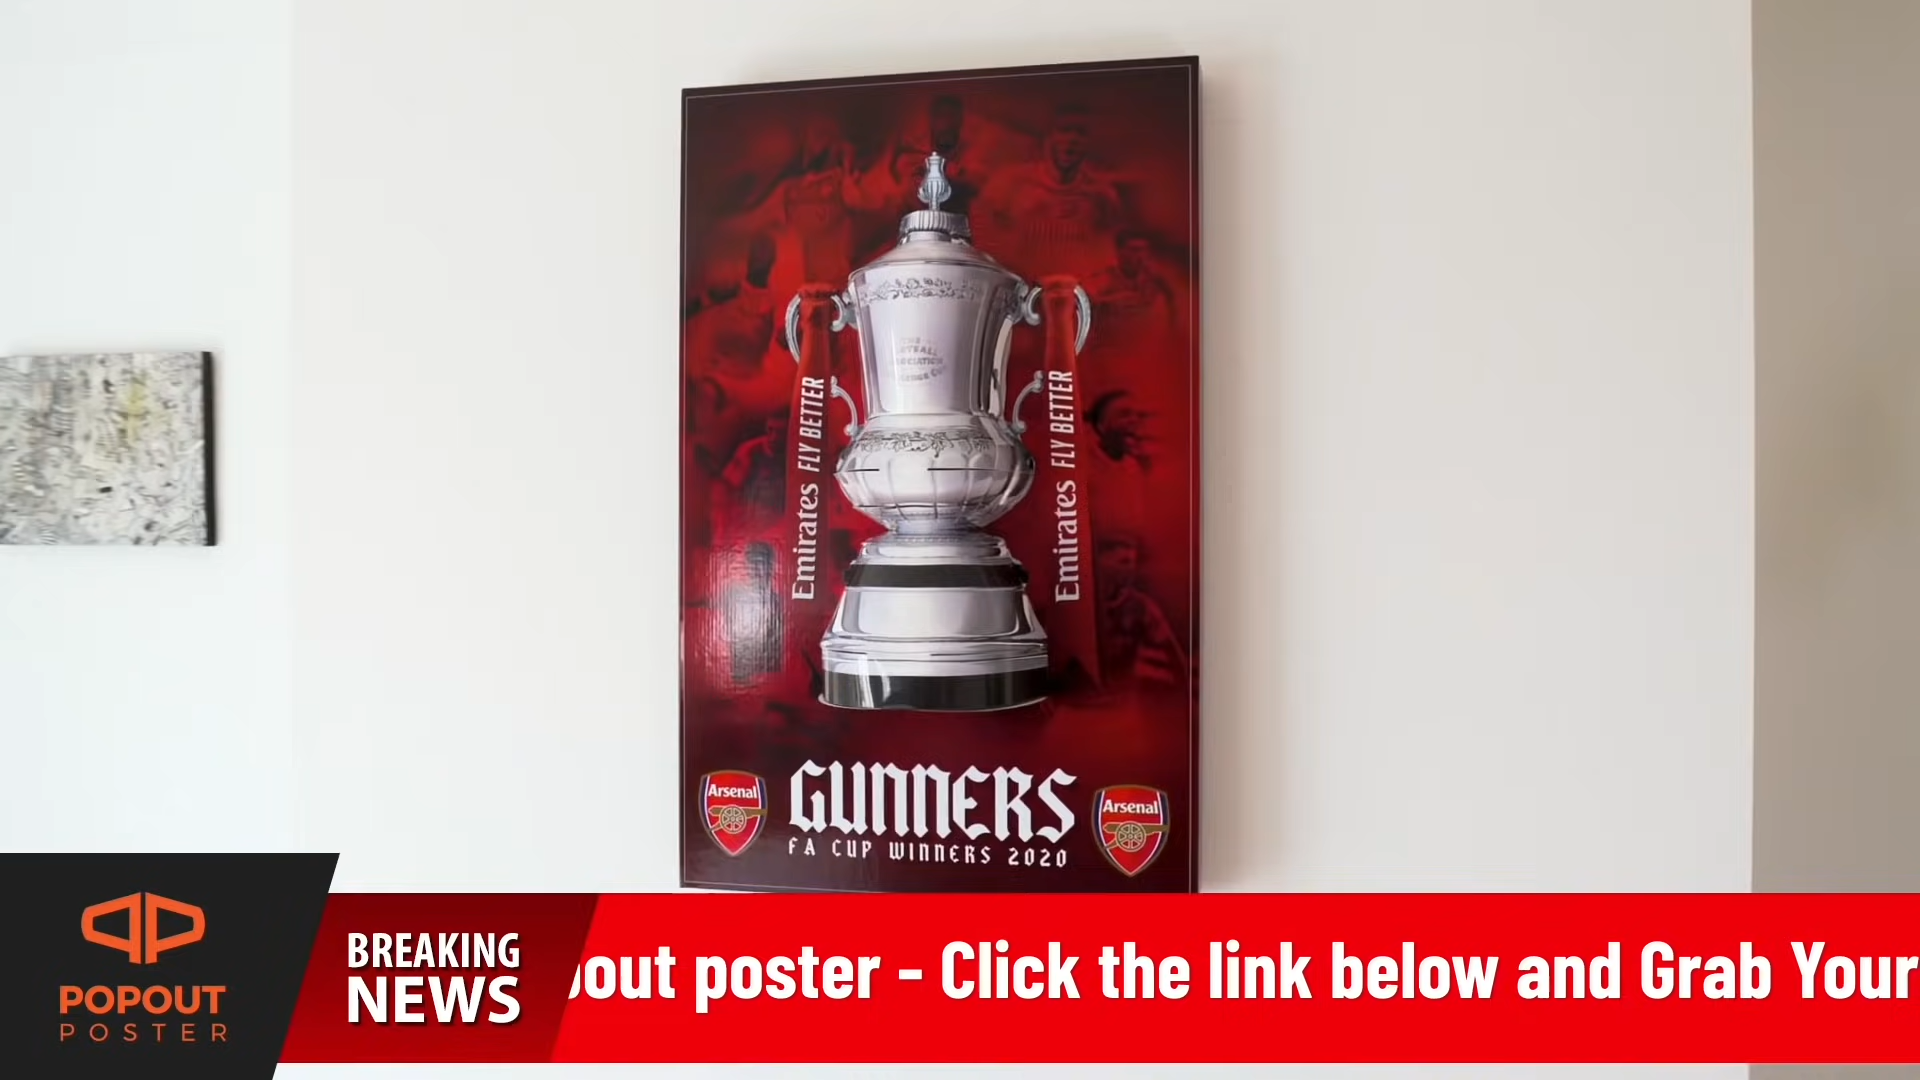 Emirates FLY BETTER
Emirates FLY BETTER
Arsenal
GUNNERS
Arsenal
FA CUP WINNERS 2020
POPOUT
POSTER
BREAKING
NEWS
poster - Click the link below and Grab Your